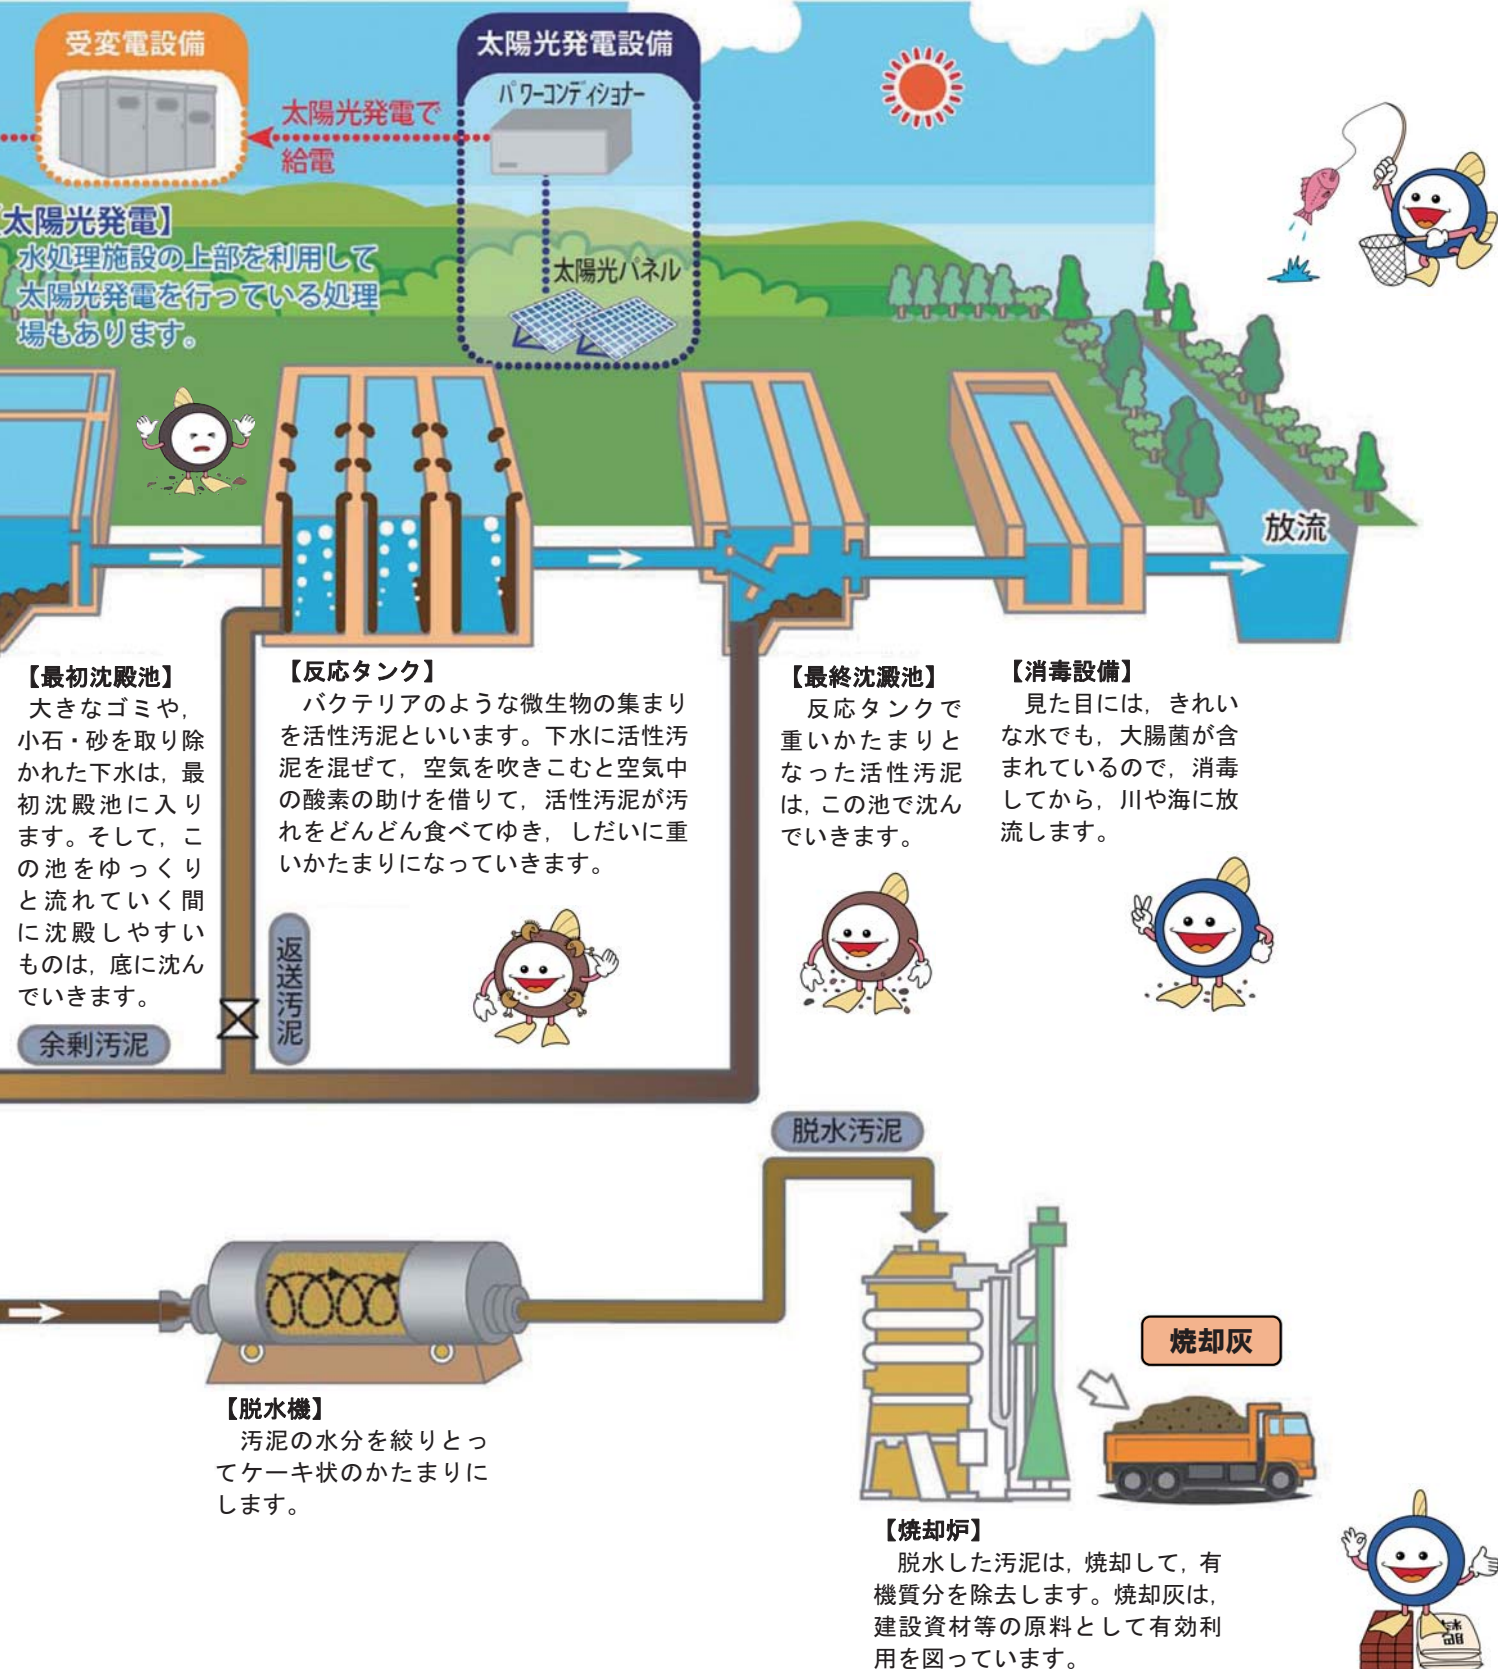 受変電設備
太陽光発電設備
パワーコンディショナー
太陽光発電で
給電
【太陽光発電】
水処理施設の上部を利用して
太陽光発電を行っている処理
場もあります。
太陽光パネル
放流
【最初沈殿池】
大きなゴミや,
小石・砂を取り除
かれた下水は, 最
初沈殿池に入り
ます。そして, こ
の池をゆっくり
と流れていく間
に沈殿しやすい
ものは, 底に沈ん
でいきます。
【反応タンク】
バクテリアのような微生物の集まり
を活性汚泥といいます。下水に活性汚
泥を混ぜて, 空気を吹きこむと空気中
の酸素の助けを借りて, 活性汚泥が汚
れをどんどん食べてゆき, しだいに重
いかたまりになっていきます。
【最終沈澱池】
反応タンクで
重いかたまりと
なった活性汚泥
は, この池で沈ん
でいきます。
【消毒設備】
見た目には, きれい
な水でも, 大腸菌が含
まれているので, 消毒
してから, 川や海に放
流します。
返送汚泥
余剰汚泥
脱水汚泥
【脱水機】
汚泥の水分を絞りとっ
てケーキ状のかたまりに
します。
焼却灰
【焼却炉】
脱水した汚泥は, 焼却して, 有
機質分を除去します。焼却灰は,
建設資材等の原料として有効利
用を図っています。
肥料